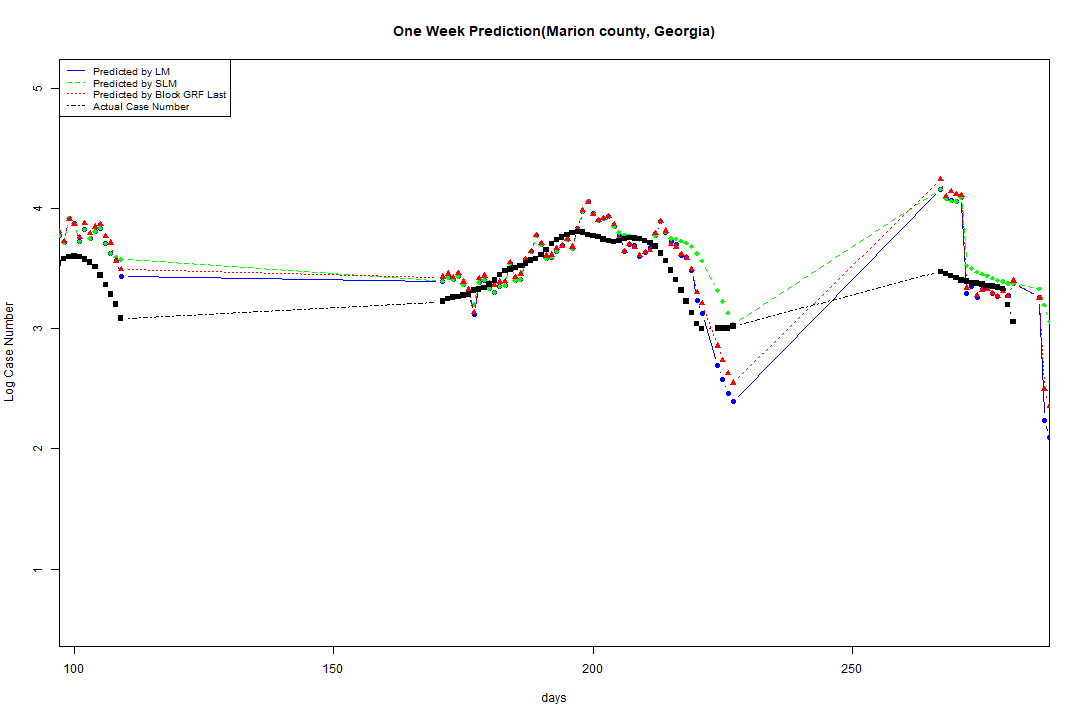 One Week Prediction(Marion county, Georgia)
Predicted by LM
Predicted by SLM
Predicted by Block GRF Last
Actual Case Number
5
4
3
2
1
Log Case Number
100
150
200
250
days